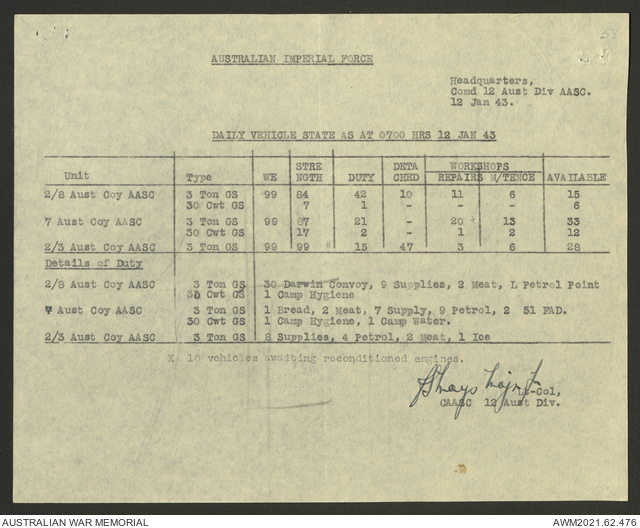 58
AUSTRALIAN IMPERIAL FORCE
Headquarters,
Comd 12 Aust Div AASC.
12 Jan 43.
DAILY VEHICLE STATE AS AT 0700 HRS 12 JAN 43
Unit Type WE STRENGTH DUTY DETACHED WORKSHOPS REPAIRS M/TENCE AVAILABLE
2/8 Aust Coy AASC 3 Ton GS 99 84 42 10 11 6 15
30 Cwt GS 7 1 - - - 6
7 Aust Coy AASC 3 Ton GS 99 87 21 - 20 13 33
30 Cwt GS 17 2 - 1 2 12
2/3 Aust Coy AASC 3 Ton GS 99 99 15 47 3 6 28
Details of Duty
2/8 Aust Coy AASC 3 Ton GS 30 Darwin Convoy, 9 Supplies, 2 Meat, L Petrol Point
30 Cwt GS 1 Camp Hygiene
7 Aust Coy AASC 3 Ton GS 1 Bread, 2 Meat, 7 Supply, 9 Petrol, 2 51 FAD.
30 Cwt GS 1 Camp Hygiene, 1 Camp Water.
2/3 Aust Coy AASC 3 Ton GS 8 Supplies, 4 Petrol, 2 Meat, 1 Ice
X 10 vehicles awaiting reconditioned engines.
Lt-Col,
CAASC 12 Aust Div.
AUSTRALIAN WAR MEMORIAL
AWM2021.62.476